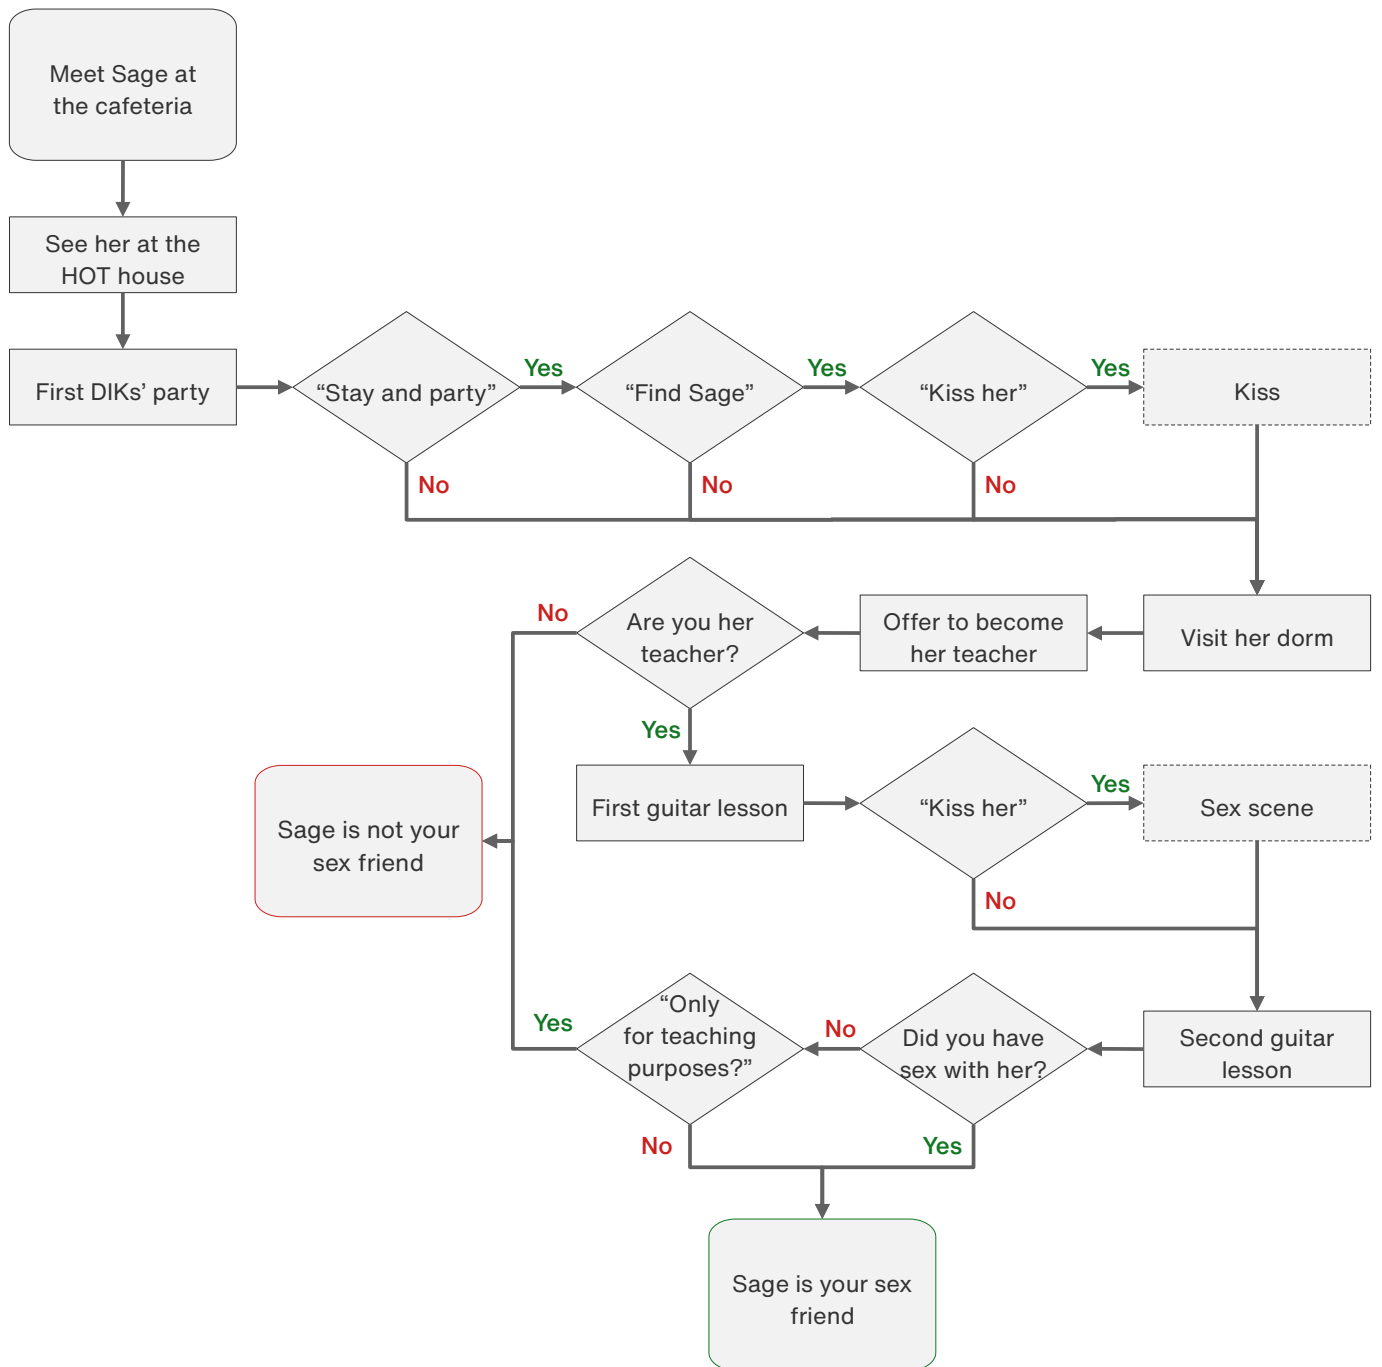 Meet Sage at
the cafeteria
See her at the
HOT house
First DIKs’ party
“Stay and party”
Yes
No
“Find Sage”
Yes
No
“Kiss her”
Yes
No
Kiss
Visit her dorm
Offer to become
her teacher
Are you her
teacher?
No
Yes
First guitar lesson
“Kiss her”
Yes
No
Sex scene
Sage is not your
sex friend
Second guitar
lesson
Did you have
sex with her?
No
Yes
“Only
for teaching
purposes?”
Yes
No
Sage is your sex
friend